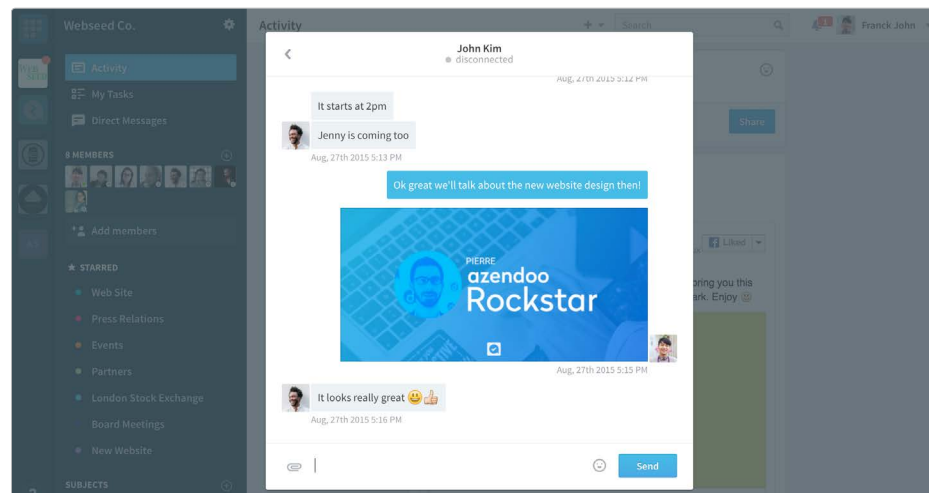 Webseed Co.
Activity
Search
1
Franck John
Activity
My Tasks
Direct Messages
8 MEMBERS
Add members
★ STARRED
Web Site
Press Relations
Events
Partners
London Stock Exchange
Board Meetings
New Website
SUBJECTS
John Kim
disconnected
Aug, 27th 2015 5:12 PM
It starts at 2pm
Jenny is coming too
Aug, 27th 2015 5:13 PM
Ok great we'll talk about the new website design then!
PIERRE
azendoo
Rockstar
Aug, 27th 2015 5:15 PM
It looks really great 😃👍
Aug, 27th 2015 5:16 PM
Send
Share
Liked
bring you this
ark. Enjoy